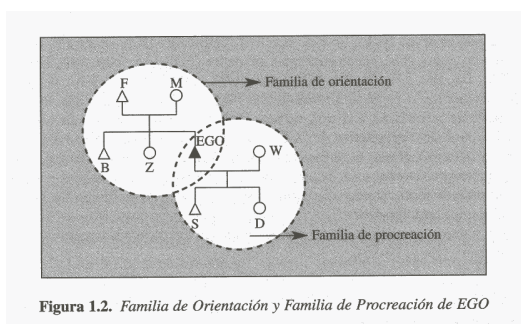 F
M
Familia de orientación
EGO
W
B
Z
S
D
Familia de procreación
Figura 1.2. Familia de Orientación y Familia de Procreación de EGO